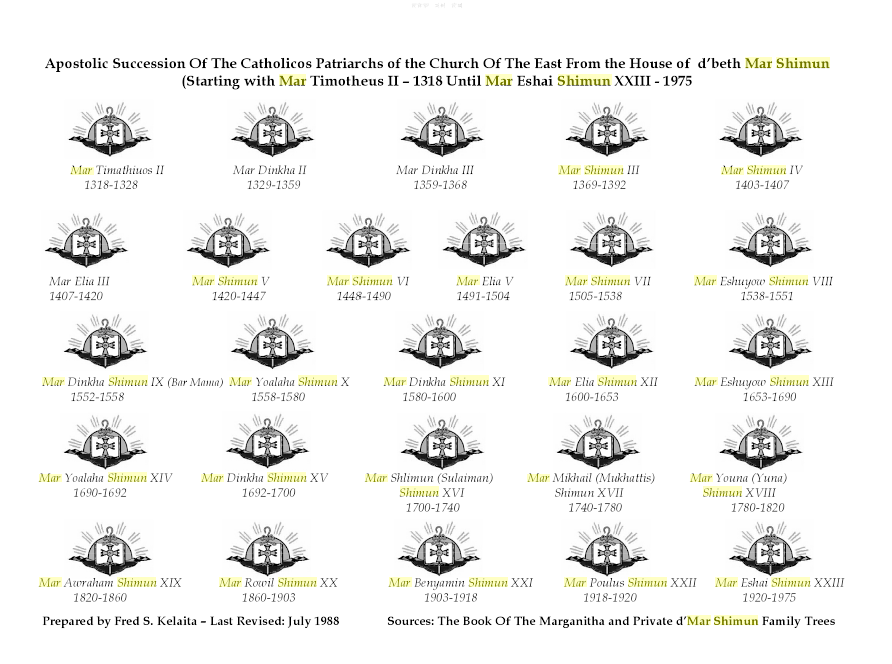 Apostolic Succession Of The Catholicos Patriarchs of the Church Of The East From the House of d'beth Mar Shimun
(Starting with Mar Timotheus II – 1318 Until Mar Eshai Shimun XXIII - 1975
Mar Timathiuos II
1318-1328
Mar Dinkha II
1329-1359
Mar Dinkha III
1359-1368
Mar Shimun III
1369-1392
Mar Shimun IV
1403-1407
Mar Elia III
1407-1420
Mar Shimun V
1420-1447
Mar Shimun VI
1448-1490
Mar Elia V
1491-1504
Mar Shimun VII
1505-1538
Mar Eshuyow Shimun VIII
1538-1551
Mar Dinkha Shimun IX (Bar Mama)
1552-1558
Mar Yoalaha Shimun X
1558-1580
Mar Dinkha Shimun XI
1580-1600
Mar Elia Shimun XII
1600-1653
Mar Eshuyow Shimun XIII
1653-1690
Mar Yoalaha Shimun XIV
1690-1692
Mar Dinkha Shimun XV
1692-1700
Mar Shlimun (Sulaiman)
Shimun XVI
1700-1740
Mar Mikhail (Mukhattis)
Shimun XVII
1740-1780
Mar Youna (Yuna)
Shimun XVIII
1780-1820
Mar Awraham Shimun XIX
1820-1860
Mar Rowil Shimun XX
1860-1903
Mar Benyamin Shimun XXI
1903-1918
Mar Poulus Shimun XXII
1918-1920
Mar Eshai Shimun XXIII
1920-1975
Prepared by Fred S. Kelaita – Last Revised: July 1988
Sources: The Book Of The Marganitha and Private d'Mar Shimun Family Trees